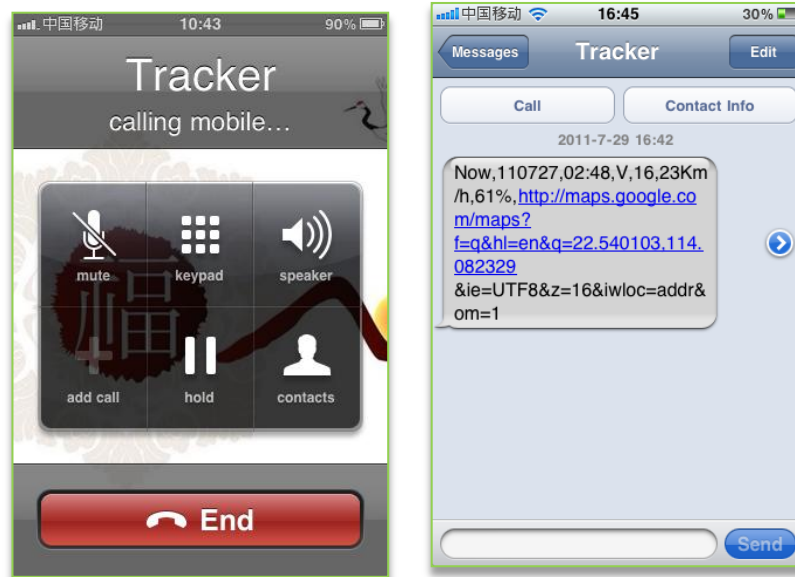 中国移动 10:43 90%
Tracker
calling mobile...
mute keypad speaker
福
add call hold contacts
End
中国移动 16:45 30%
Messages Tracker Edit
Call Contact Info
2011-7-29 16:42
Now,110727,02:48,V,16,23Km
/h,61%,http://maps.google.co
m/maps?
f=q&hl=en&q=22.540103,114.
082329
&ie=UTF8&z=16&iwloc=addr&
om=1
Send